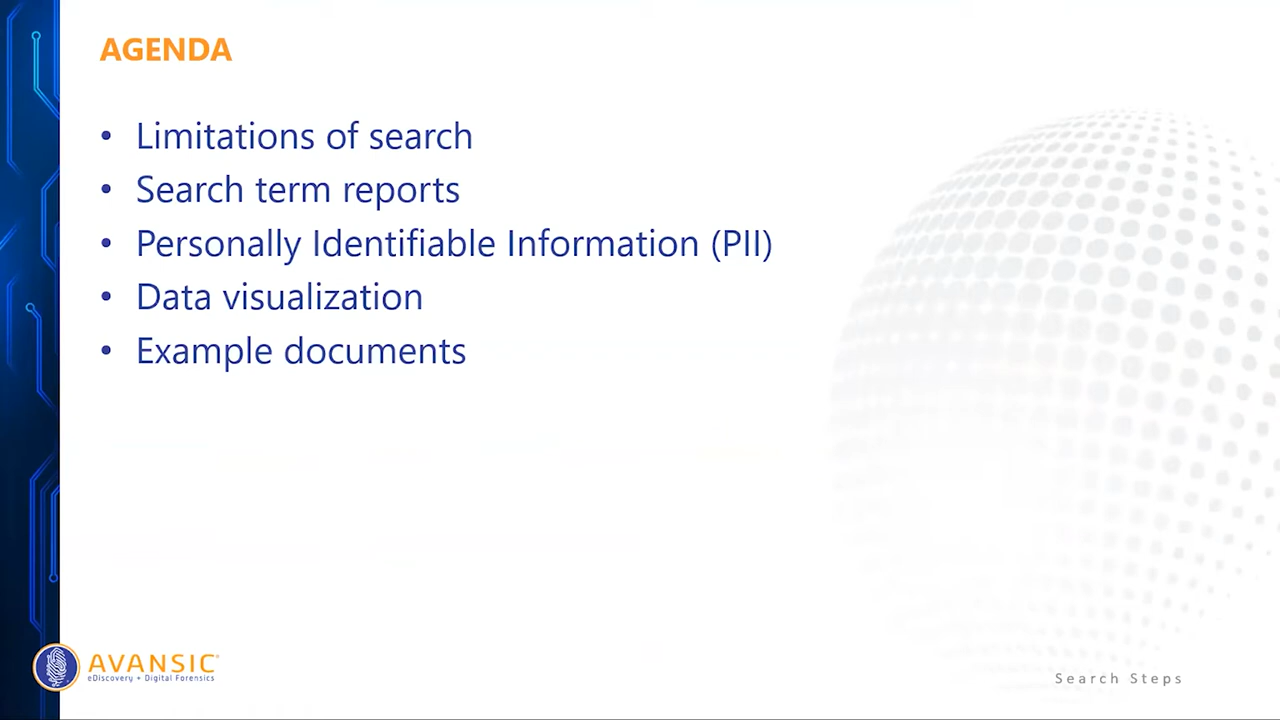 AGENDA
• Limitations of search
• Search term reports
• Personally Identifiable Information (PII)
• Data visualization
• Example documents
AVANSIC
eDiscovery + Digital Forensics
Search Steps